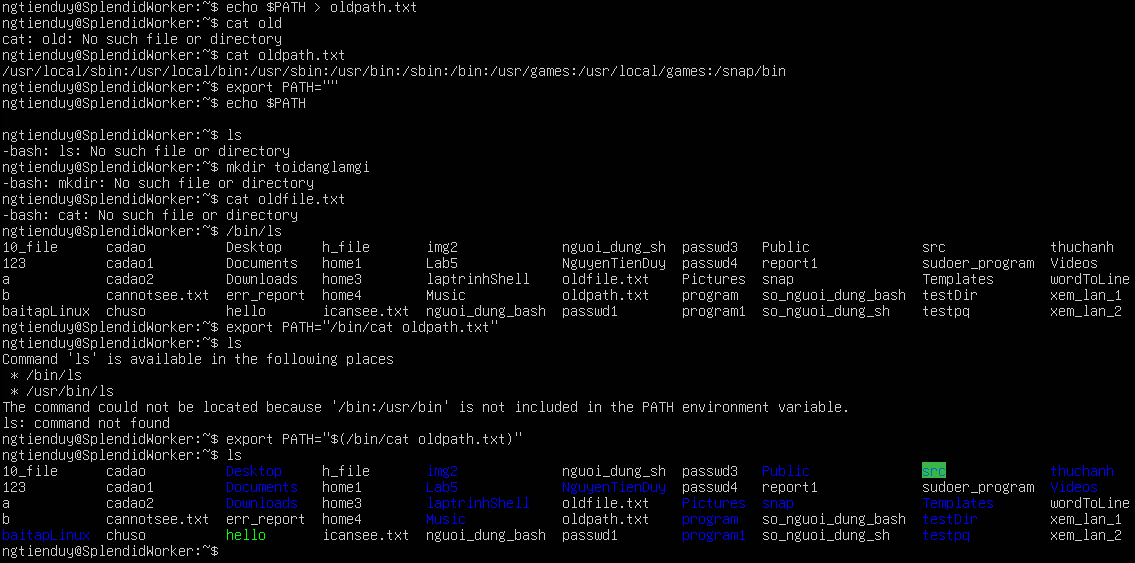 ngtienduy@SplendidWorker:~$ echo $PATH > oldpath.txt
ngtienduy@SplendidWorker:~$ cat old
cat: old: No such file or directory
ngtienduy@SplendidWorker:~$ cat oldpath.txt
/usr/local/sbin:/usr/local/bin:/usr/sbin:/usr/bin:/sbin:/bin:/usr/games:/usr/local/games:/snap/bin
ngtienduy@SplendidWorker:~$ export PATH=""
ngtienduy@SplendidWorker:~$ echo $PATH

ngtienduy@SplendidWorker:~$ ls
-bash: ls: No such file or directory
ngtienduy@SplendidWorker:~$ mkdir toidanglamgi
-bash: mkdir: No such file or directory
ngtienduy@SplendidWorker:~$ cat oldfile.txt
-bash: cat: No such file or directory
ngtienduy@SplendidWorker:~$ /bin/ls
10_file cadao Desktop h_file img2 nguoi_dung_sh passwd3 Public src thuchanh
123 cadao1 Documents home1 Lab5 NguyenTienDuy passwd4 report1 sudoer_program Videos
a cadao2 Downloads home3 laptrinhShell oldfile.txt Pictures snap Templates wordToLine
b cannotsee.txt err_report home4 Music oldpath.txt program so_nguoi_dung_bash testDir xem_lan_1
baitapLinux chuso hello icansee.txt nguoi_dung_bash passwd1 program1 so_nguoi_dung_sh testpq xem_lan_2
ngtienduy@SplendidWorker:~$ export PATH="/bin/cat oldpath.txt"
ngtienduy@SplendidWorker:~$ ls
Command 'ls' is available in the following places
 * /bin/ls
 * /usr/bin/ls
The command could not be located because '/bin:/usr/bin' is not included in the PATH environment variable.
ls: command not found
ngtienduy@SplendidWorker:~$ export PATH="$(/bin/cat oldpath.txt)"
ngtienduy@SplendidWorker:~$ ls
10_file cadao Desktop h_file img2 nguoi_dung_sh passwd3 Public src thuchanh
123 cadao1 Documents home1 Lab5 NguyenTienDuy passwd4 report1 sudoer_program Videos
a cadao2 Downloads home3 laptrinhShell oldfile.txt Pictures snap Templates wordToLine
b cannotsee.txt err_report home4 Music oldpath.txt program so_nguoi_dung_bash testDir xem_lan_1
baitapLinux chuso hello icansee.txt nguoi_dung_bash passwd1 program1 so_nguoi_dung_sh testpq xem_lan_2
ngtienduy@SplendidWorker:~$